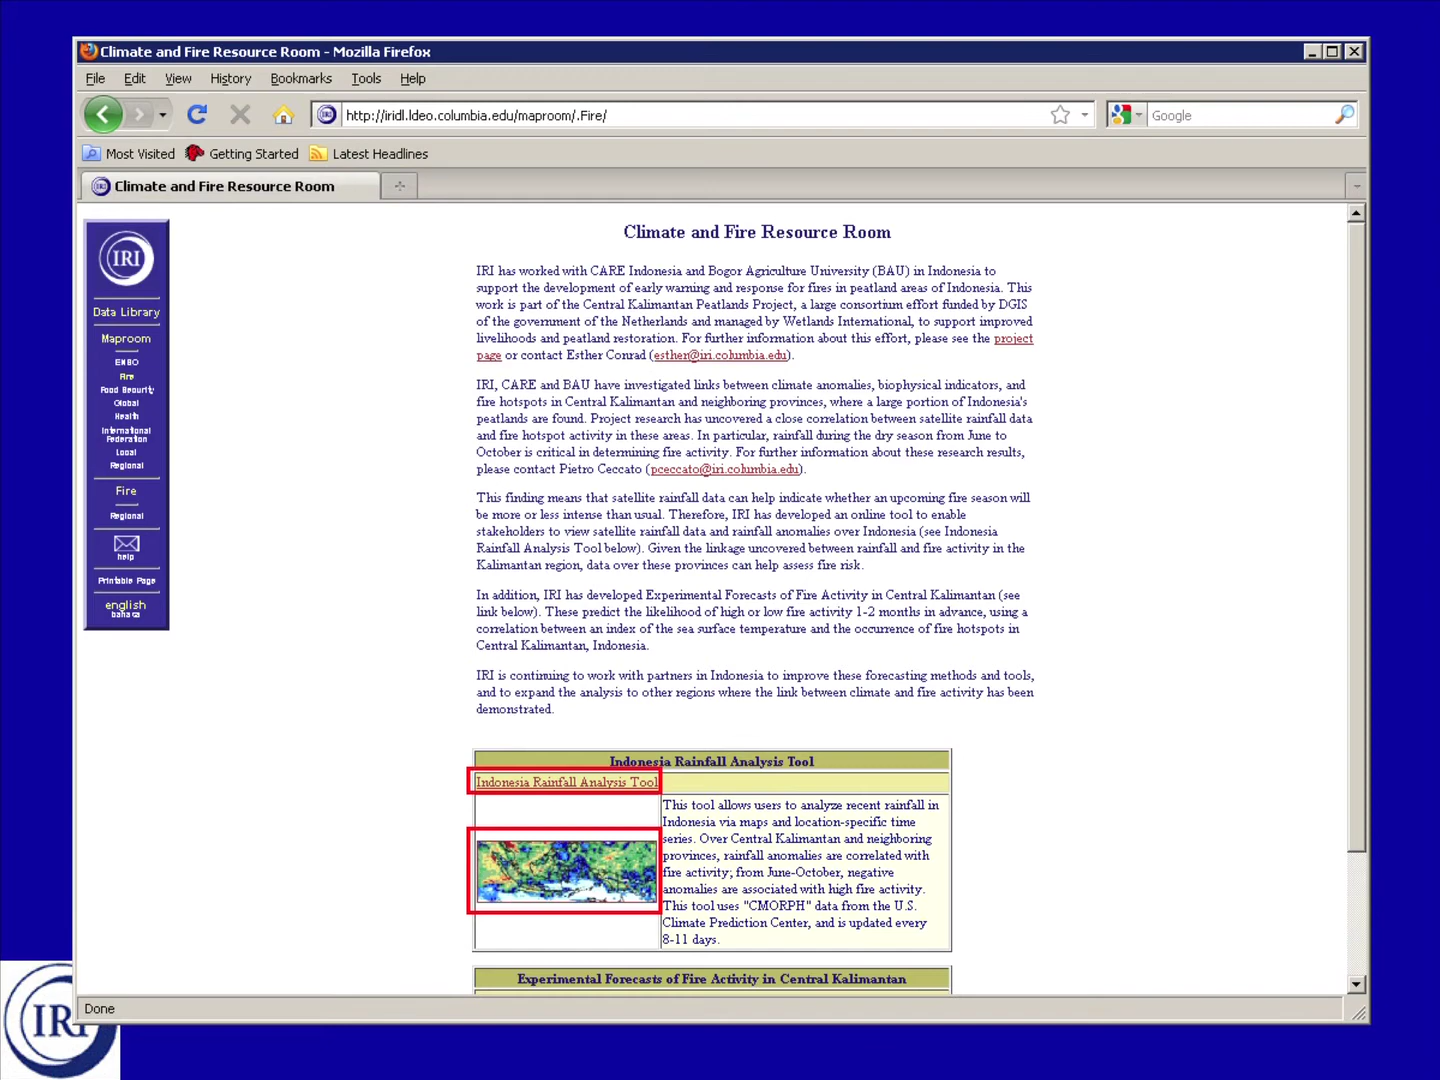 Climate and Fire Resource Room - Mozilla Firefox
File Edit View History Bookmarks Tools Help
http://iridl.ldeo.columbia.edu/maproom/.Fire/
Google
Most Visited Getting Started Latest Headlines
Climate and Fire Resource Room
IRI
Data Library
Maproom
ENSO
Fire
Food Security
Global
Health
International
Federation
Local
Regional
Fire
Regional
help
Printable Page
english
bahasa
Climate and Fire Resource Room
IRI has worked with CARE Indonesia and Bogor Agriculture University (BAU) in Indonesia to
support the development of early warning and response for fires in peatland areas of Indonesia. This
work is part of the Central Kalimantan Peatlands Project, a large consortium effort funded by DGIS
of the government of the Netherlands and managed by Wetlands International, to support improved
livelihoods and peatland restoration. For further information about this effort, please see the project
page or contact Esther Conrad (esther@iri.columbia.edu).
IRI, CARE and BAU have investigated links between climate anomalies, biophysical indicators, and
fire hotspots in Central Kalimantan and neighboring provinces, where a large portion of Indonesia's
peatlands are found. Project research has uncovered a close correlation between satellite rainfall data
and fire hotspot activity in these areas. In particular, rainfall during the dry season from June to
October is critical in determining fire activity. For further information about these research results,
please contact Pietro Ceccato (pceccato@iri.columbia.edu).
This finding means that satellite rainfall data can help indicate whether an upcoming fire season will
be more or less intense than usual. Therefore, IRI has developed an online tool to enable
stakeholders to view satellite rainfall data and rainfall anomalies over Indonesia (see Indonesia
Rainfall Analysis Tool below). Given the linkage uncovered between rainfall and fire activity in the
Kalimantan region, data over these provinces can help assess fire risk.
In addition, IRI has developed Experimental Forecasts of Fire Activity in Central Kalimantan (see
link below). These predict the likelihood of high or low fire activity 1-2 months in advance, using a
correlation between an index of the sea surface temperature and the occurrence of fire hotspots in
Central Kalimantan, Indonesia.
IRI is continuing to work with partners in Indonesia to improve these forecasting methods and tools,
and to expand the analysis to other regions where the link between climate and fire activity has been
demonstrated.
Indonesia Rainfall Analysis Tool
Indonesia Rainfall Analysis Tool
This tool allows users to analyze recent rainfall in
Indonesia via maps and location-specific time
series. Over Central Kalimantan and neighboring
provinces, rainfall anomalies are correlated with
fire activity; from June-October, negative
anomalies are associated with high fire activity.
This tool uses "CMORPH" data from the U.S.
Climate Prediction Center, and is updated every
8-11 days.
Experimental Forecasts of Fire Activity in Central Kalimantan
Done
IRI